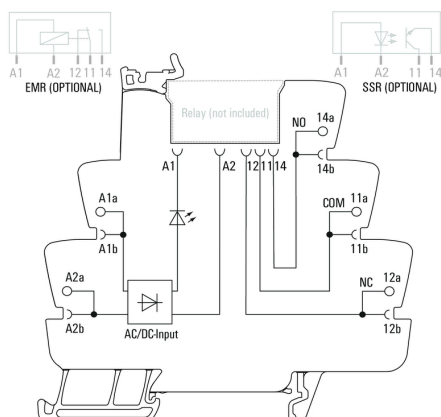 A1 A2 12 11 14
EMR (OPTIONAL)
A1 A2 11 14
SSR (OPTIONAL)
Relay (not included)
NO 14a
14b
A1 A2 12 11 14
A1a
A1b
COM 11a
11b
A2a
A2b
NC 12a
12b
AC/DC-Input